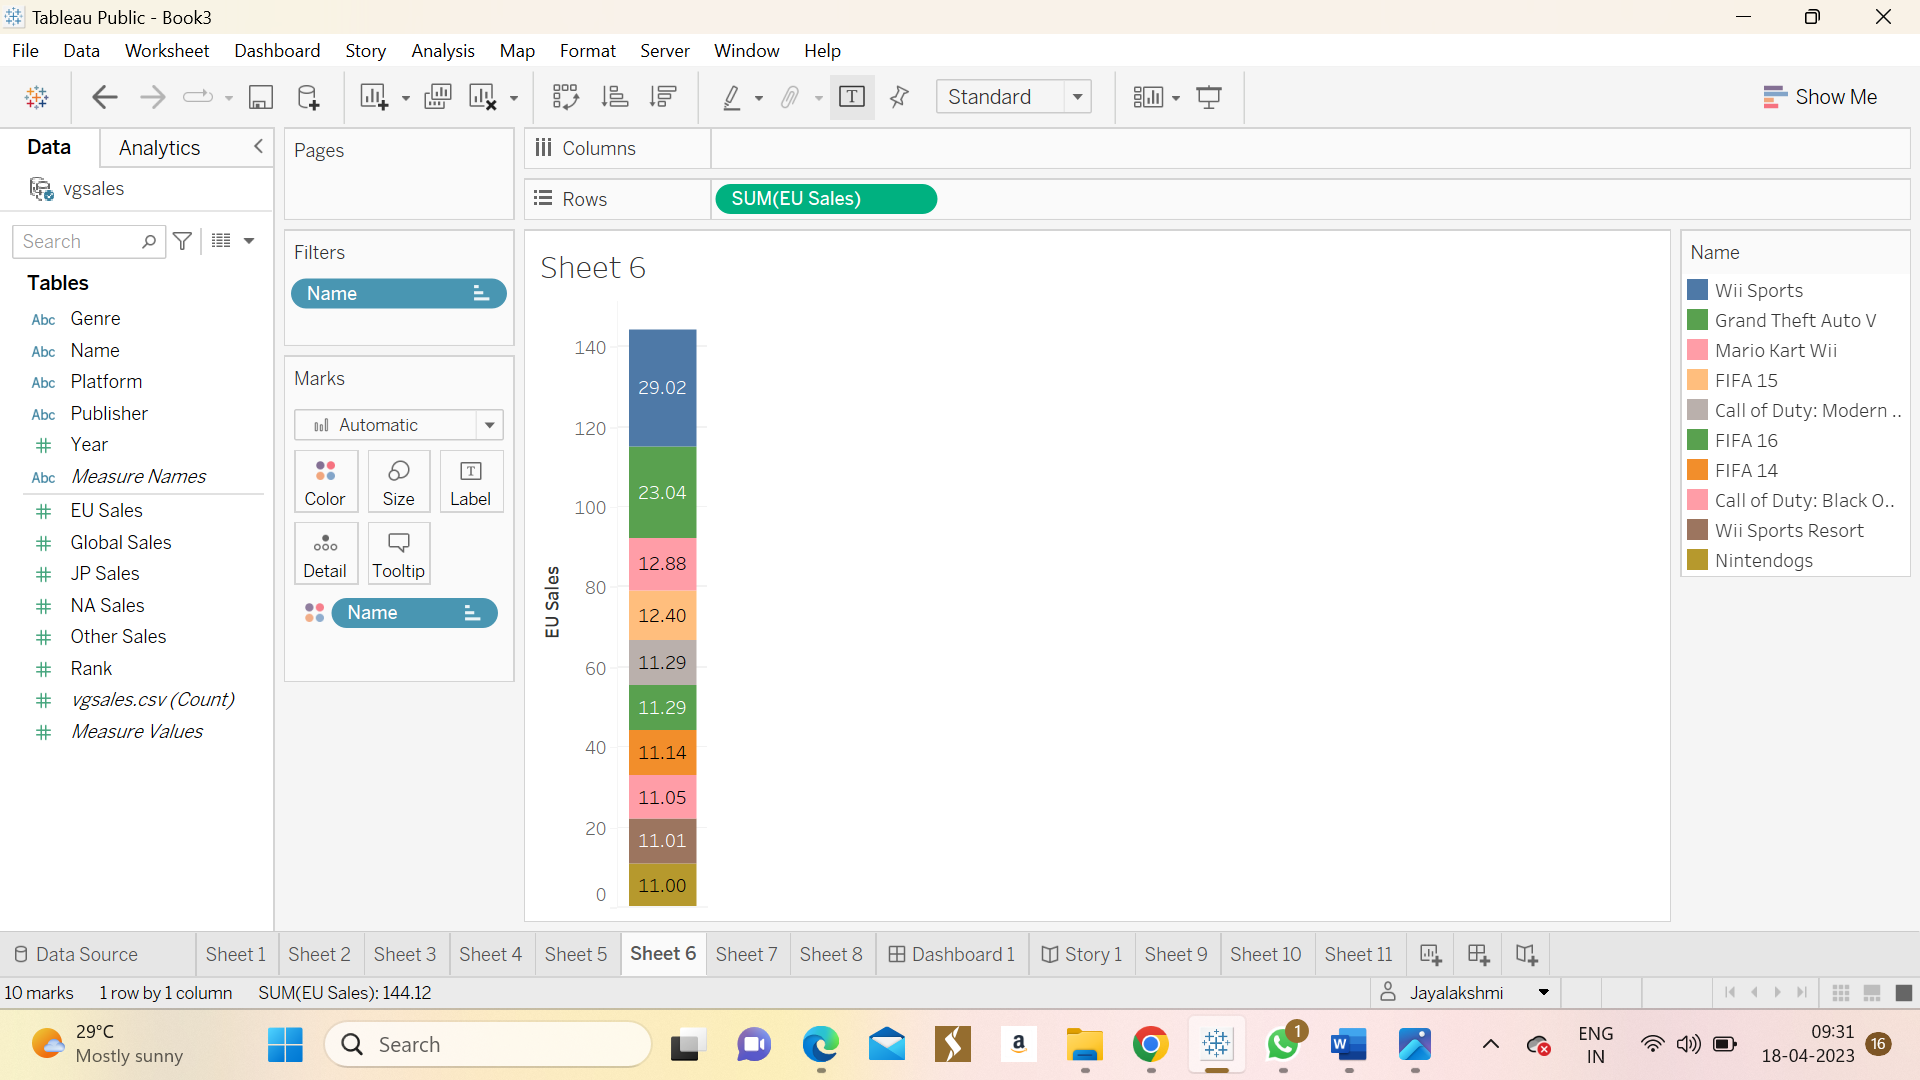 Tableau Public - Book3
File Data Worksheet Dashboard Story Analysis Map Format Server Window Help
Standard
Show Me
Data Analytics
vgsales
Search
Tables
Abc Genre
Abc Name
Abc Platform
Abc Publisher
Year
Abc Measure Names
EU Sales
Global Sales
JP Sales
NA Sales
Other Sales
Rank
vgsales.csv (Count)
Measure Values
Pages
Filters
Name
Marks
Automatic
Color Size Label
Detail Tooltip
Name
Columns
Rows SUM(EU Sales)
Sheet 6
EU Sales
140
120
100
80
60
40
20
0
29.02
23.04
12.88
12.40
11.29
11.29
11.14
11.05
11.01
11.00
Name
Wii Sports
Grand Theft Auto V
Mario Kart Wii
FIFA 15
Call of Duty: Modern ..
FIFA 16
FIFA 14
Call of Duty: Black O..
Wii Sports Resort
Nintendogs
Data Source Sheet 1 Sheet 2 Sheet 3 Sheet 4 Sheet 5 Sheet 6 Sheet 7 Sheet 8 Dashboard 1 Story 1 Sheet 9 Sheet 10 Sheet 11
10 marks 1 row by 1 column SUM(EU Sales): 144.12 Jayalakshmi
29°C
Mostly sunny
Search
1
ENG
IN
09:31
18-04-2023
16